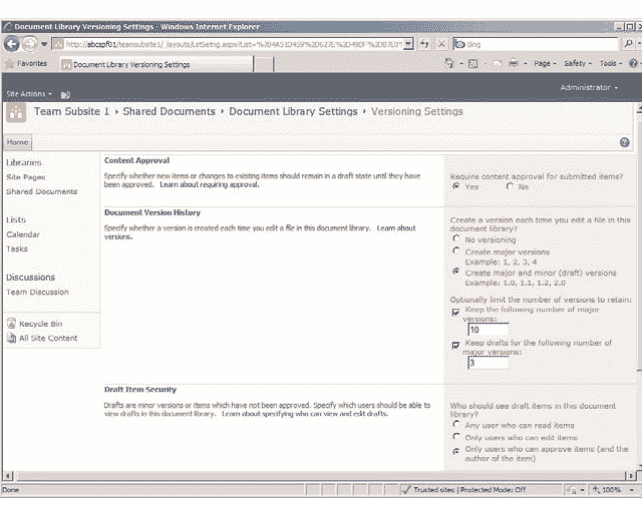 Document Library Versioning Settings - Windows Internet Explorer
Bing
Favorites
Document Library Versioning Settings
Page
Safety
Tools
Site Actions
Administrator
Team Subsite 1 ▸ Shared Documents ▸ Document Library Settings ▸ Versioning Settings
Home
Libraries
Site Pages
Shared Documents
Lists
Calendar
Tasks
Discussions
Team Discussion
Recycle Bin
All Site Content
Content Approval
Specify whether new items or changes to existing items should remain in a draft state until they have
been approved. Learn about requiring approval.
Require content approval for submitted items?
Yes No
Document Version History
Specify whether a version is created each time you edit a file in this document library. Learn about
versions.
Create a version each time you edit a file in this
document library?
No versioning
Create major versions
Example: 1, 2, 3, 4
Create major and minor (draft) versions
Example: 1.0, 1.1, 1.2, 2.0
Optionally limit the number of versions to retain:
Keep the following number of major
versions:
10
Keep drafts for the following number of
major versions:
3
Draft Item Security
Drafts are minor versions or items which have not been approved. Specify which users should be able to
view drafts in this document library. Learn about specifying who can view and edit drafts.
Who should see draft items in this document
library?
Any user who can read items
Only users who can edit items
Only users who can approve items (and the
author of the item)
Done
Trusted sites | Protected Mode: Off
100%